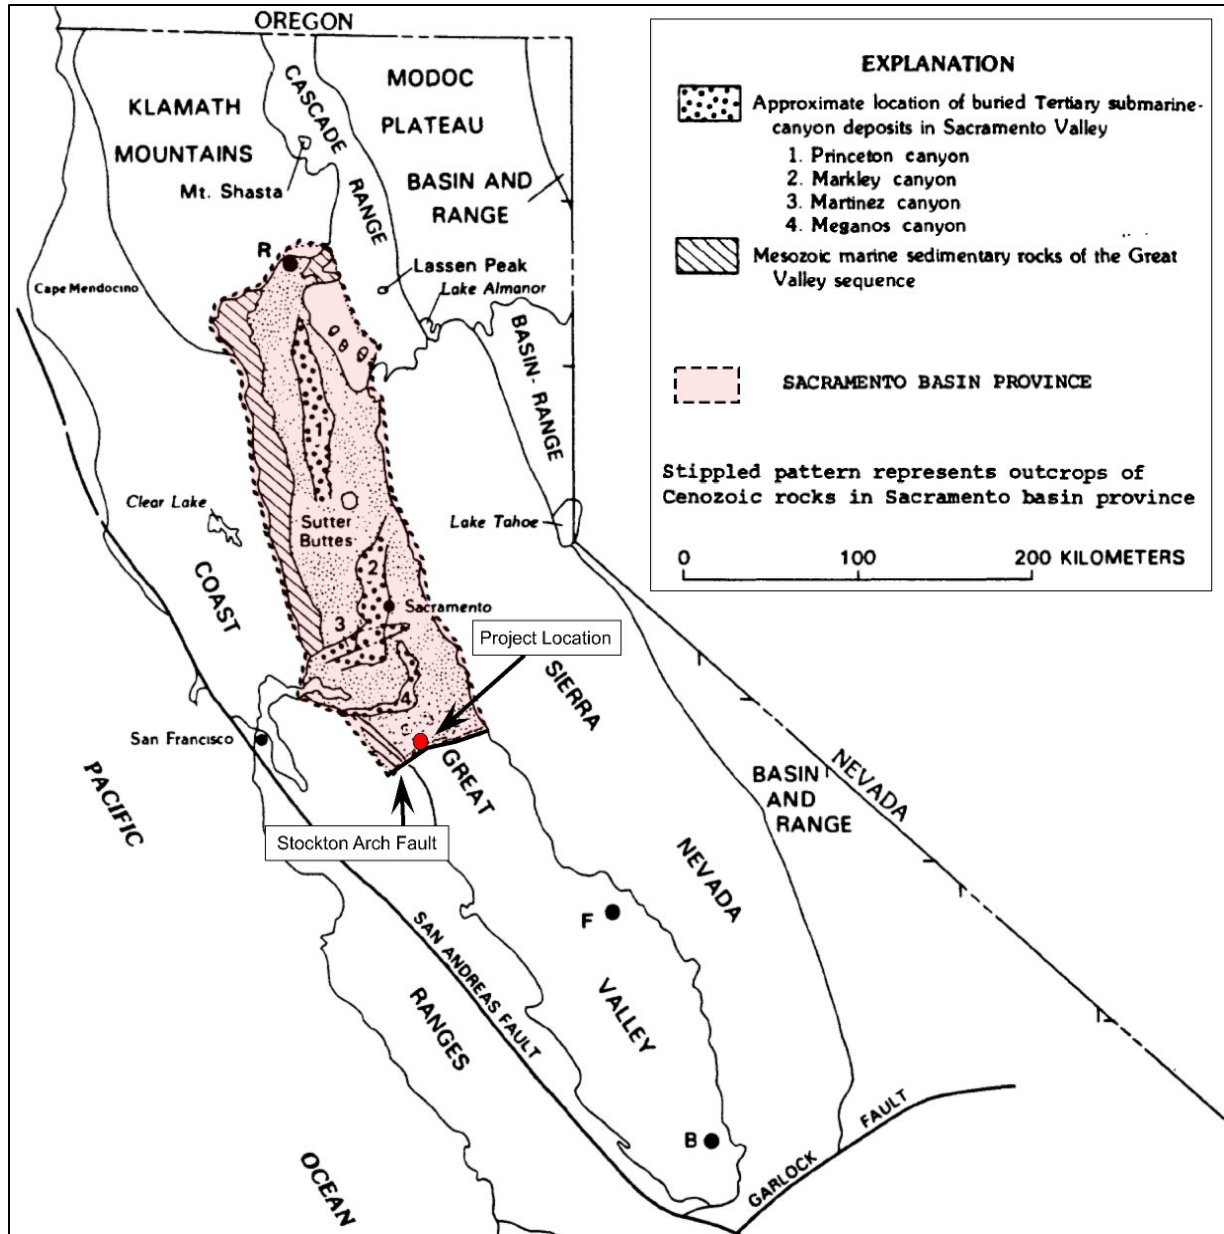 OREGON
KLAMATH
MOUNTAINS
Mt. Shasta
CASCADE
RANGE
MODOC
PLATEAU
BASIN AND
RANGE
R
Lassen Peak
Lake Almanor
Cape Mendocino
BASIN-RANGE
1
Clear Lake
Sutter
Buttes
Lake Tahoe
2
COAST
Sacramento
3
Project Location
4
SIERRA
San Francisco
GREAT
PACIFIC
Stockton Arch Fault
BASIN
AND
RANGE
NEVADA
NEVADA
F
SAN ANDREAS FAULT
VALLEY
RANGES
B
GARLOCK FAULT
OCEAN
EXPLANATION
Approximate location of buried Tertiary submarine-
canyon deposits in Sacramento Valley
1. Princeton canyon
2. Markley canyon
3. Martinez canyon
4. Meganos canyon
Mesozoic marine sedimentary rocks of the Great
Valley sequence
SACRAMENTO BASIN PROVINCE
Stippled pattern represents outcrops of
Cenozoic rocks in Sacramento basin province
0 100 200 KILOMETERS